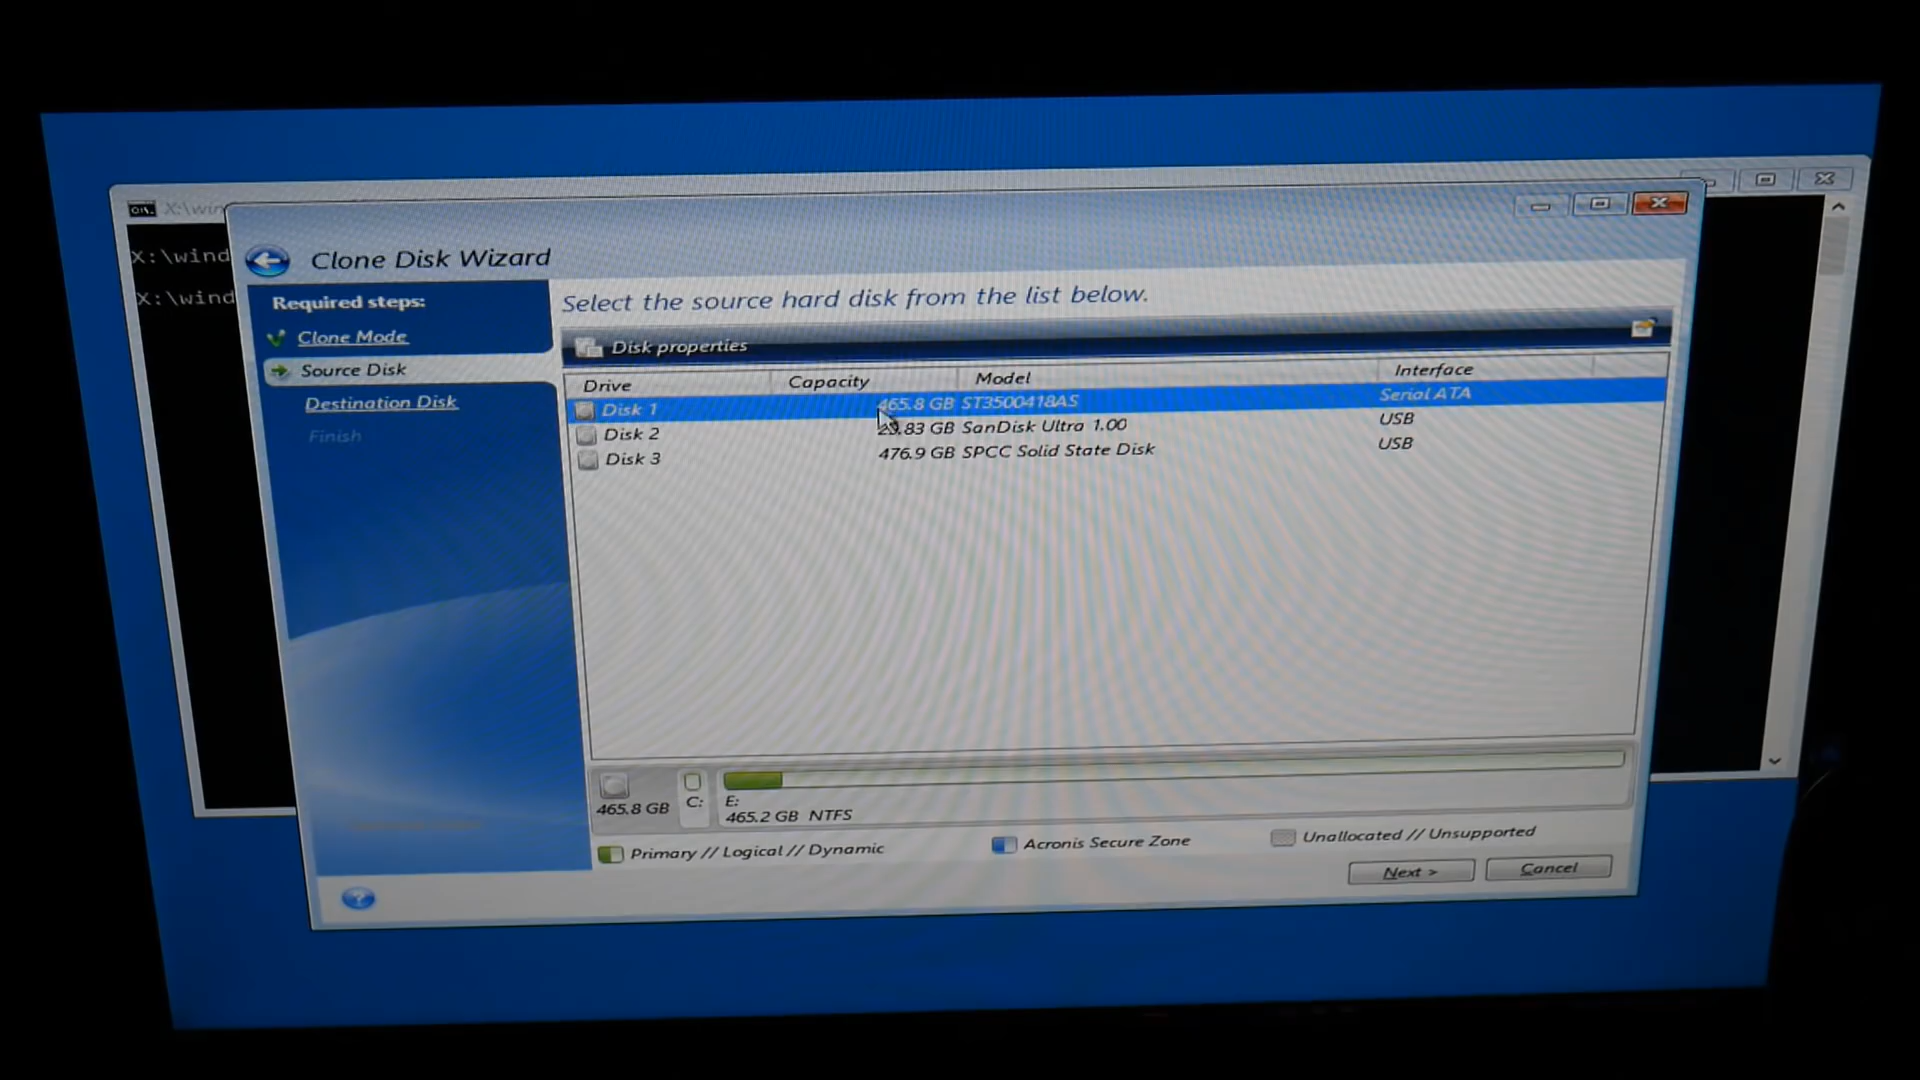 X:\wind
Clone Disk Wizard
X:\wind
X:\wind
Required steps:
Clone Mode
Source Disk
Destination Disk
Finish
Select the source hard disk from the list below.
Disk properties
Drive Capacity Model Interface
Disk 1 465.8 GB ST3500418AS Serial ATA
Disk 2 .83 GB SanDisk Ultra 1.00 USB
Disk 3 476.9 GB SPCC Solid State Disk USB
465.8 GB
C:
E:
465.2 GB NTFS
Primary // Logical // Dynamic
Acronis Secure Zone
Unallocated // Unsupported
Next >
Cancel